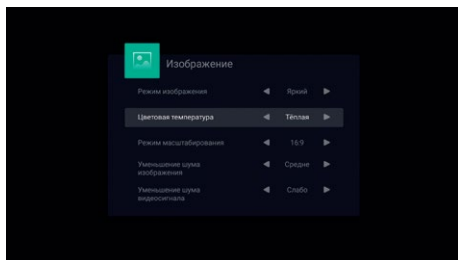 Изображение
Режим изображения Яркий
Цветовая температура Тёплая
Режим масштабирования 16:9
Уменьшение шума
изображения Средне
Уменьшение шума
видеосигнала Слабо